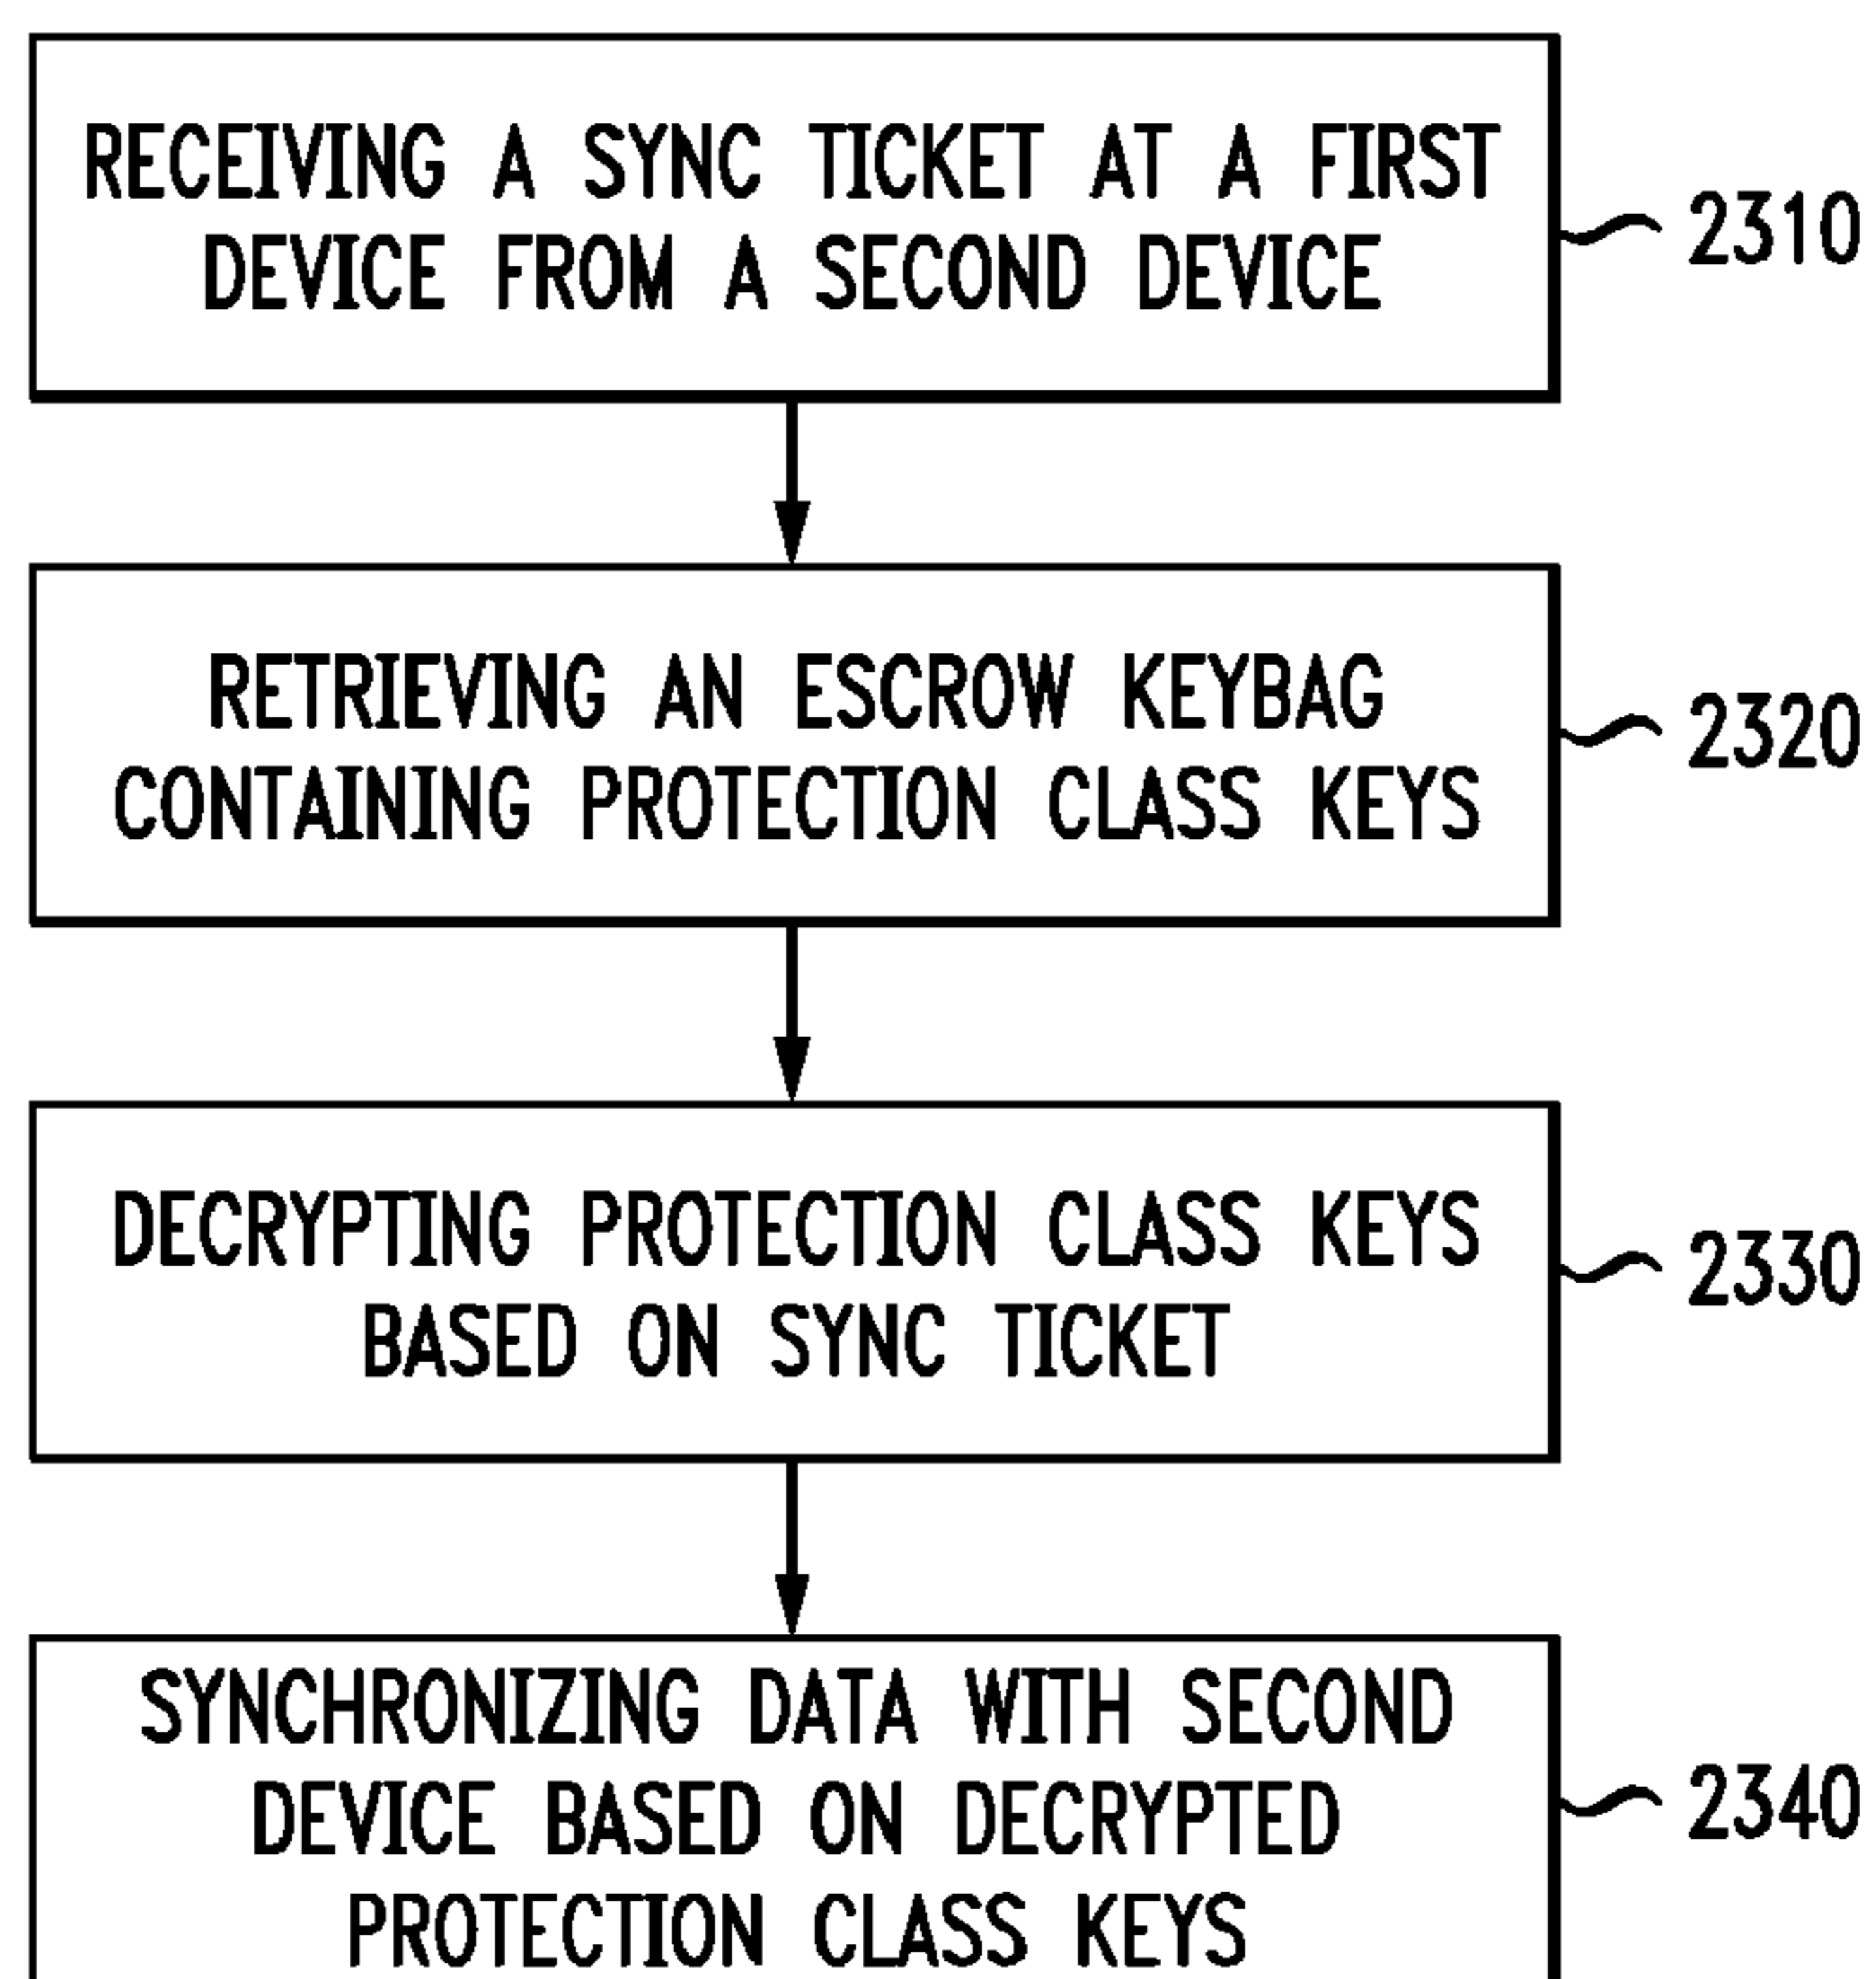 RECEIVING A SYNC TICKET AT A FIRST
DEVICE FROM A SECOND DEVICE
2310
RETRIEVING AN ESCROW KEYBAG
CONTAINING PROTECTION CLASS KEYS
2320
DECRYPTING PROTECTION CLASS KEYS
BASED ON SYNC TICKET
2330
SYNCHRONIZING DATA WITH SECOND
DEVICE BASED ON DECRYPTED
PROTECTION CLASS KEYS
2340